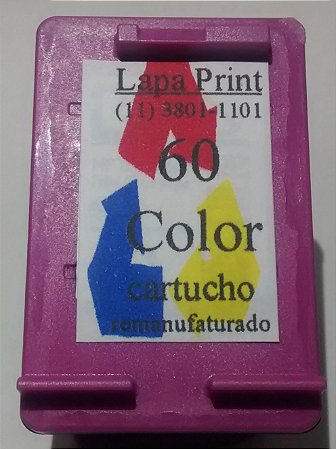 Lapa Print
(11) 3801-1101
60
Color
cartucho
remanufaturado